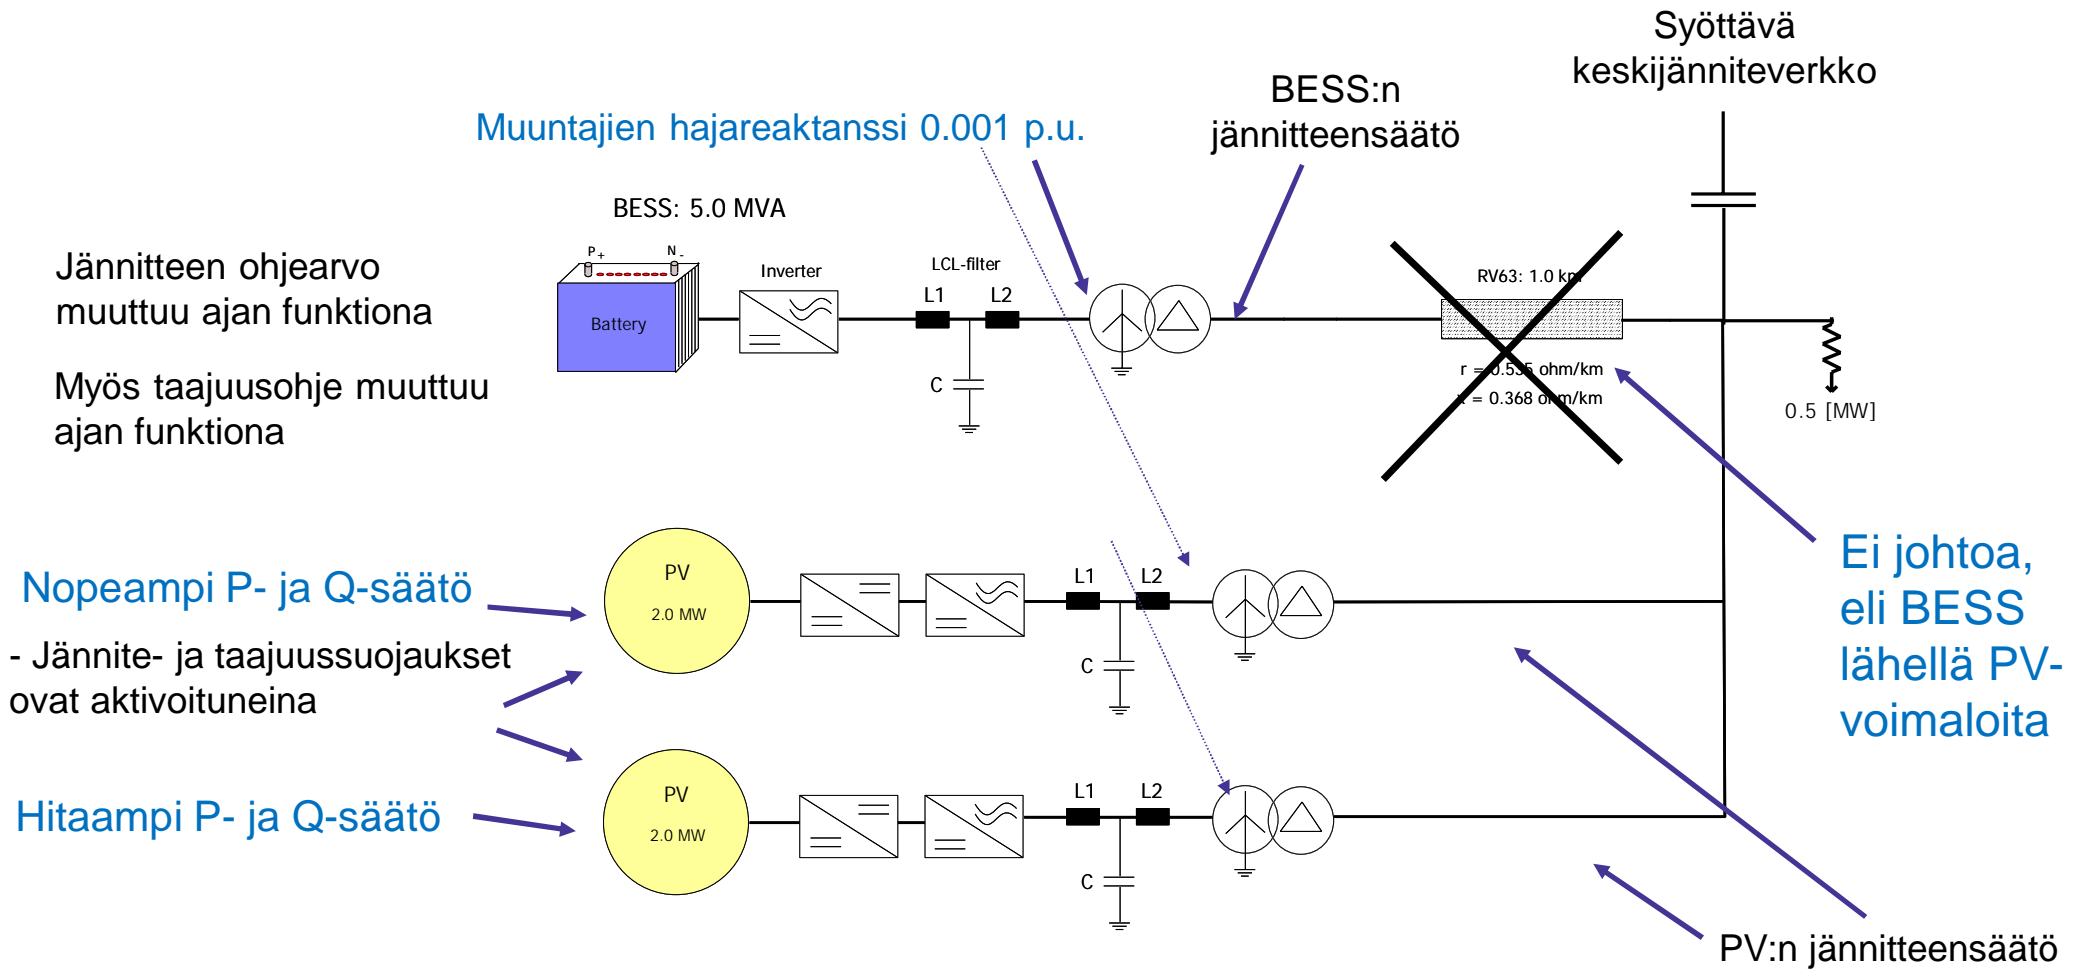 Syöttävä
keskijänniteverkko
BESS:n
jännitteensäätö
Muuntajien hajareaktanssi 0.001 p.u.
BESS: 5.0 MVA
Jännitteen ohjearvo
muuttuu ajan funktiona
Myös taajuusohje muuttuu
ajan funktiona
P +
N -
Battery
Inverter
LCL-filter
L1
L2
C
RV63: 1.0 km
r = 0.535 ohm/km
x = 0.368 ohm/km
0.5 [MW]
Nopeampi P- ja Q-säätö
- Jännite- ja taajuussuojaukset
ovat aktivoituneina
PV
2.0 MW
L1
L2
C
Ei johtoa,
eli BESS
lähellä PV-
voimaloita
Hitaampi P- ja Q-säätö
PV
2.0 MW
L1
L2
C
PV:n jännitteensäätö